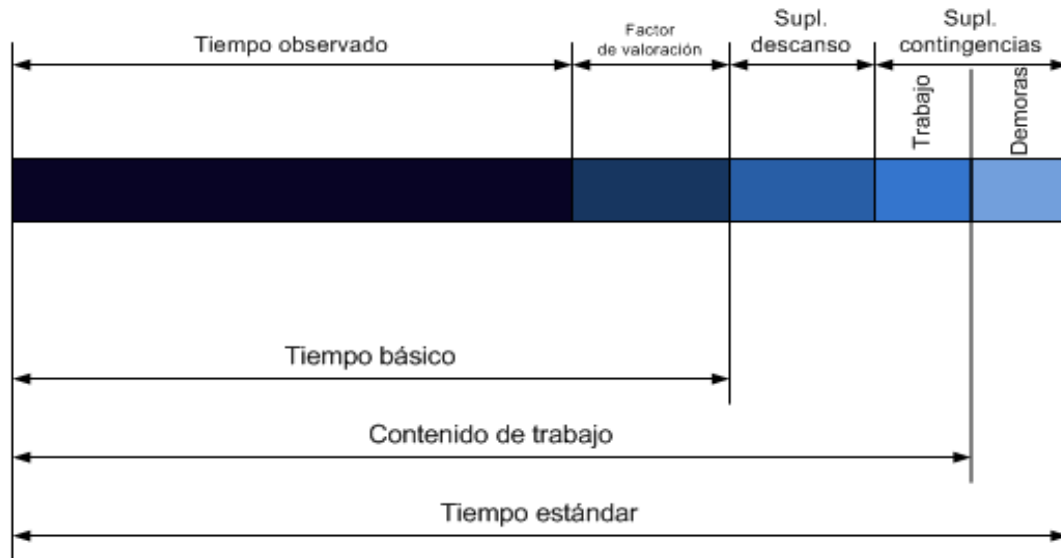 Tiempo observado
Factor
de valoración
Supl.
descanso
Supl.
contingencias
Trabajo
Demoras
Tiempo básico
Contenido de trabajo
Tiempo estándar